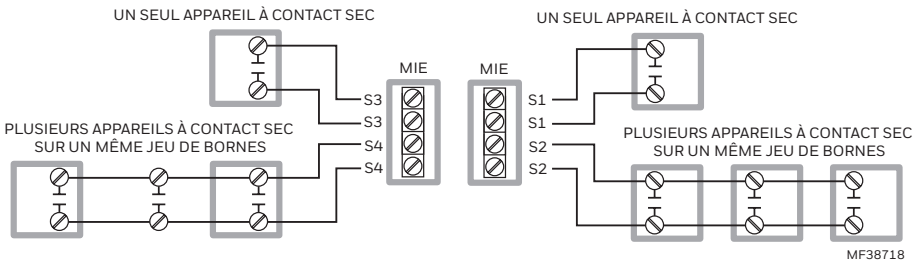 UN SEUL APPAREIL À CONTACT SEC
MIE
S3
S3
S4
S4
PLUSIEURS APPAREILS À CONTACT SEC
SUR UN MÊME JEU DE BORNES
UN SEUL APPAREIL À CONTACT SEC
MIE
S1
S1
S2
S2
PLUSIEURS APPAREILS À CONTACT SEC
SUR UN MÊME JEU DE BORNES
MF38718